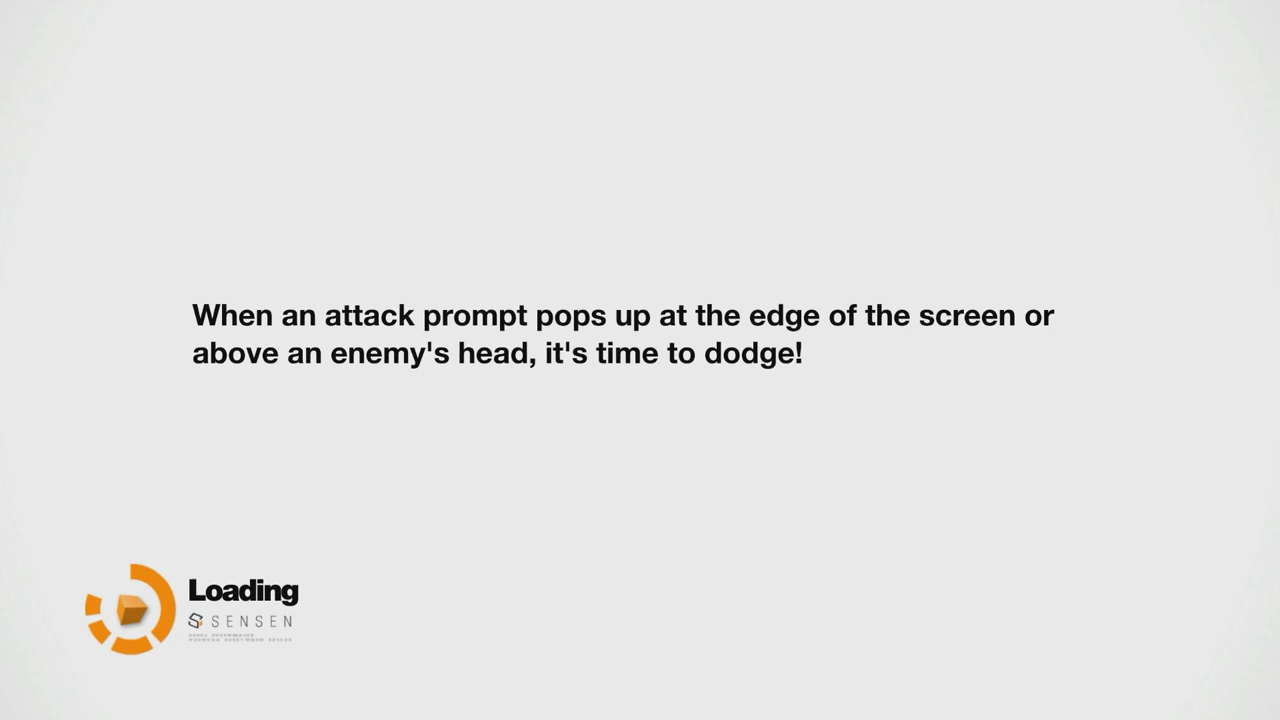 When an attack prompt pops up at the edge of the screen or
above an enemy's head, it's time to dodge!
Loading
SENSEN